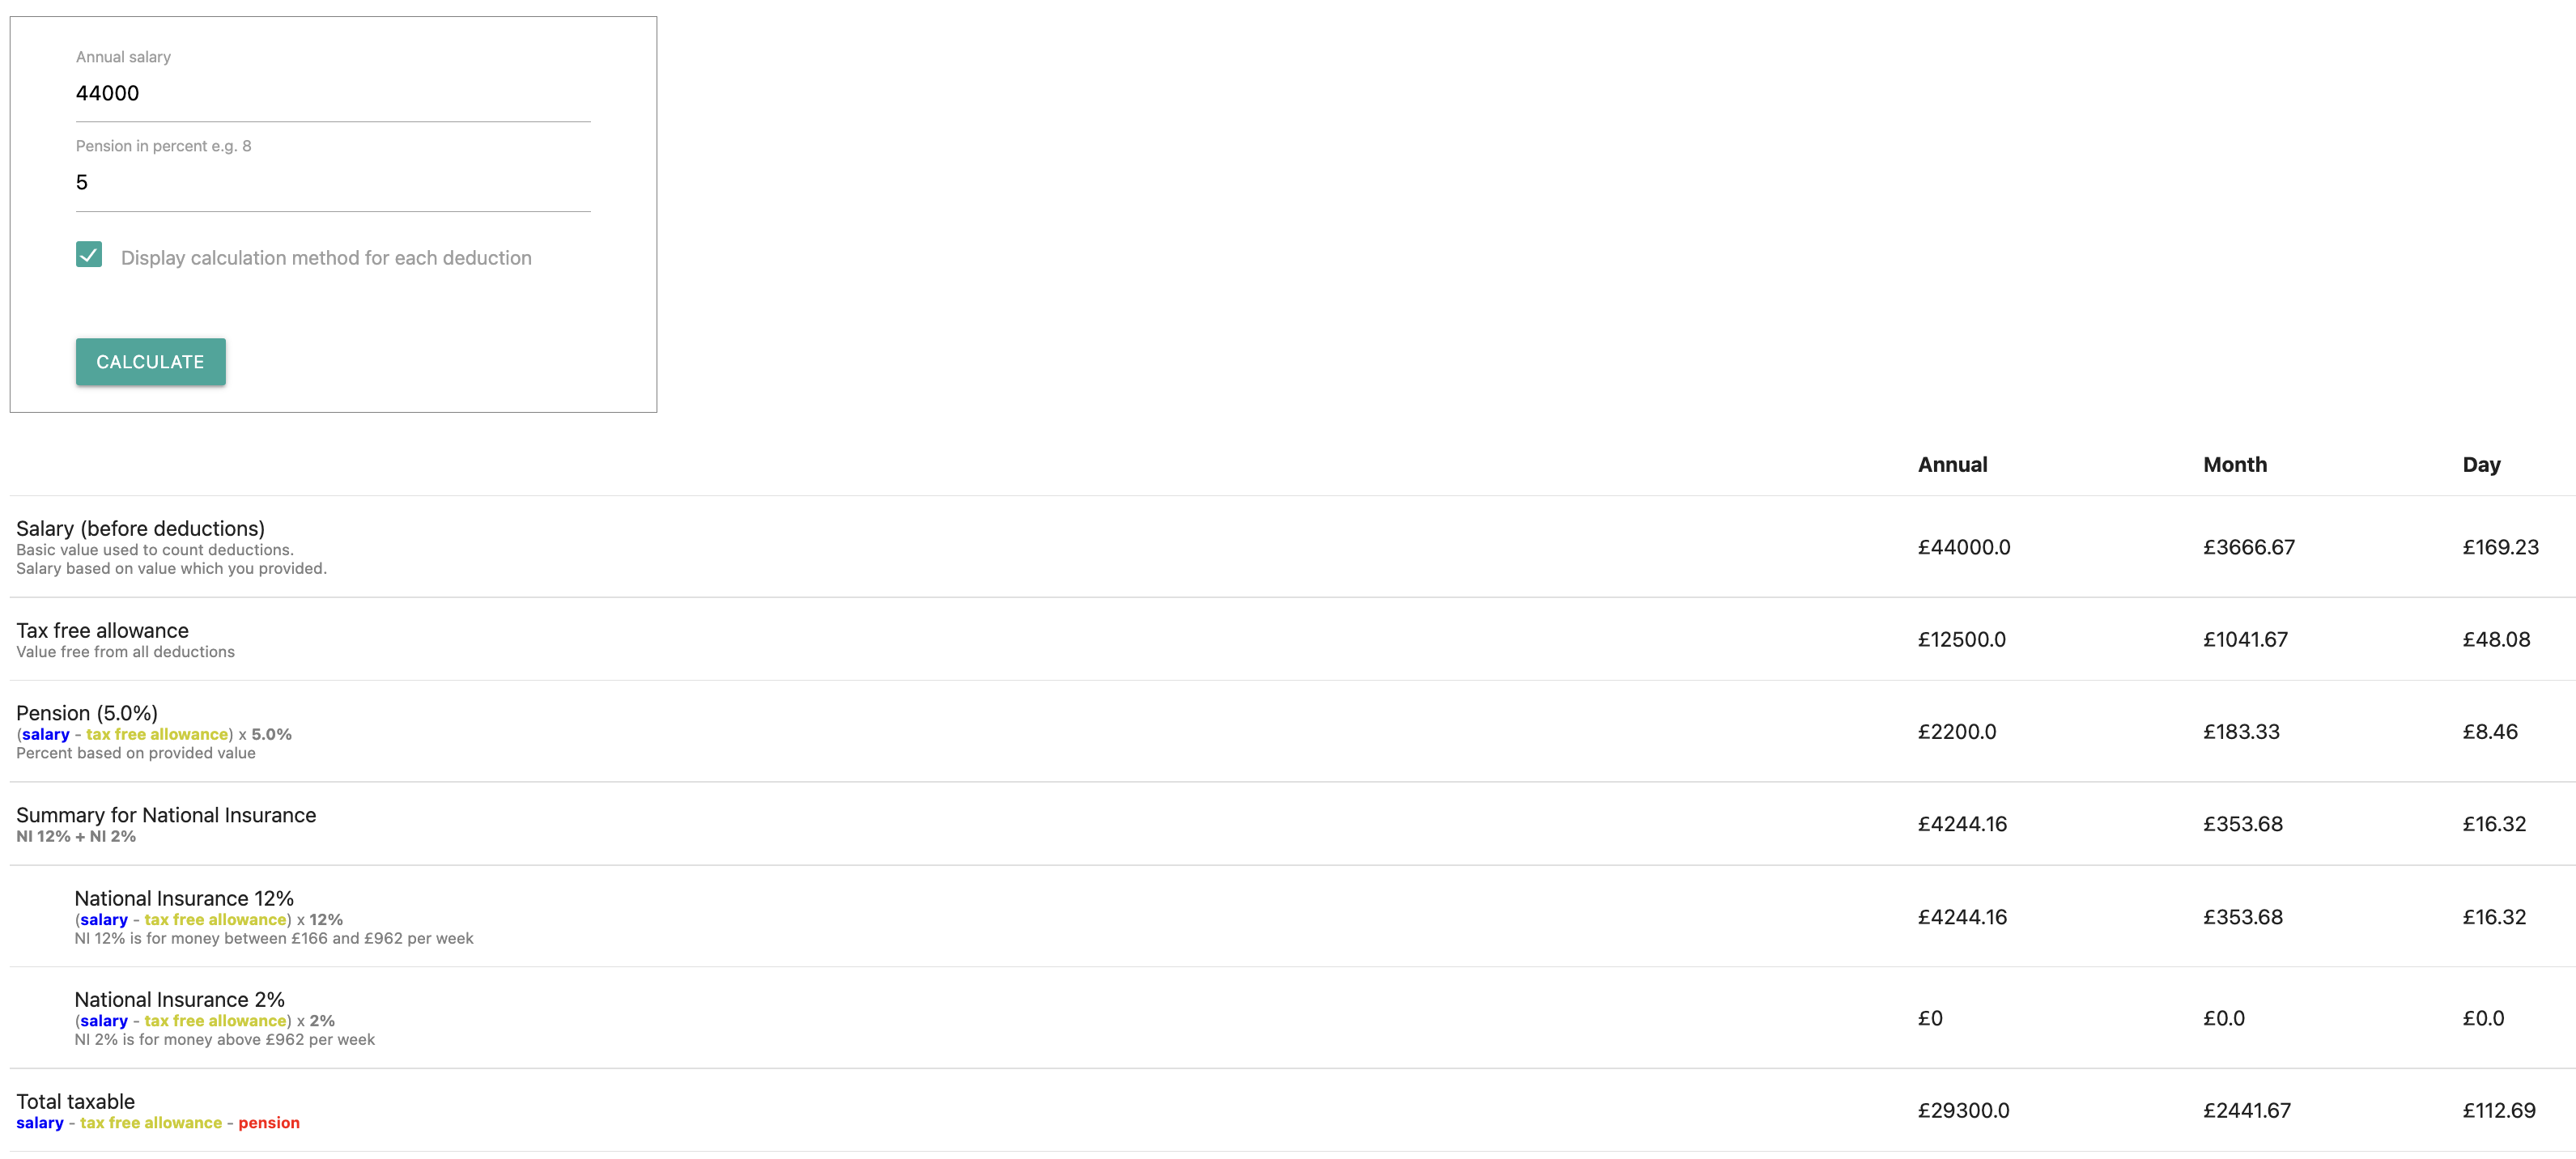 Annual salary
44000
Pension in percent e.g. 8
5
Display calculation method for each deduction
CALCULATE
Annual Month Day
Salary (before deductions)
Basic value used to count deductions.
Salary based on value which you provided.
£44000.0 £3666.67 £169.23
Tax free allowance
Value free from all deductions
£12500.0 £1041.67 £48.08
Pension (5.0%)
(salary - tax free allowance) x 5.0%
Percent based on provided value
£2200.0 £183.33 £8.46
Summary for National Insurance
NI 12% + NI 2%
£4244.16 £353.68 £16.32
National Insurance 12%
(salary - tax free allowance) x 12%
NI 12% is for money between £166 and £962 per week
£4244.16 £353.68 £16.32
National Insurance 2%
(salary - tax free allowance) x 2%
NI 2% is for money above £962 per week
£0 £0.0 £0.0
Total taxable
salary - tax free allowance - pension
£29300.0 £2441.67 £112.69